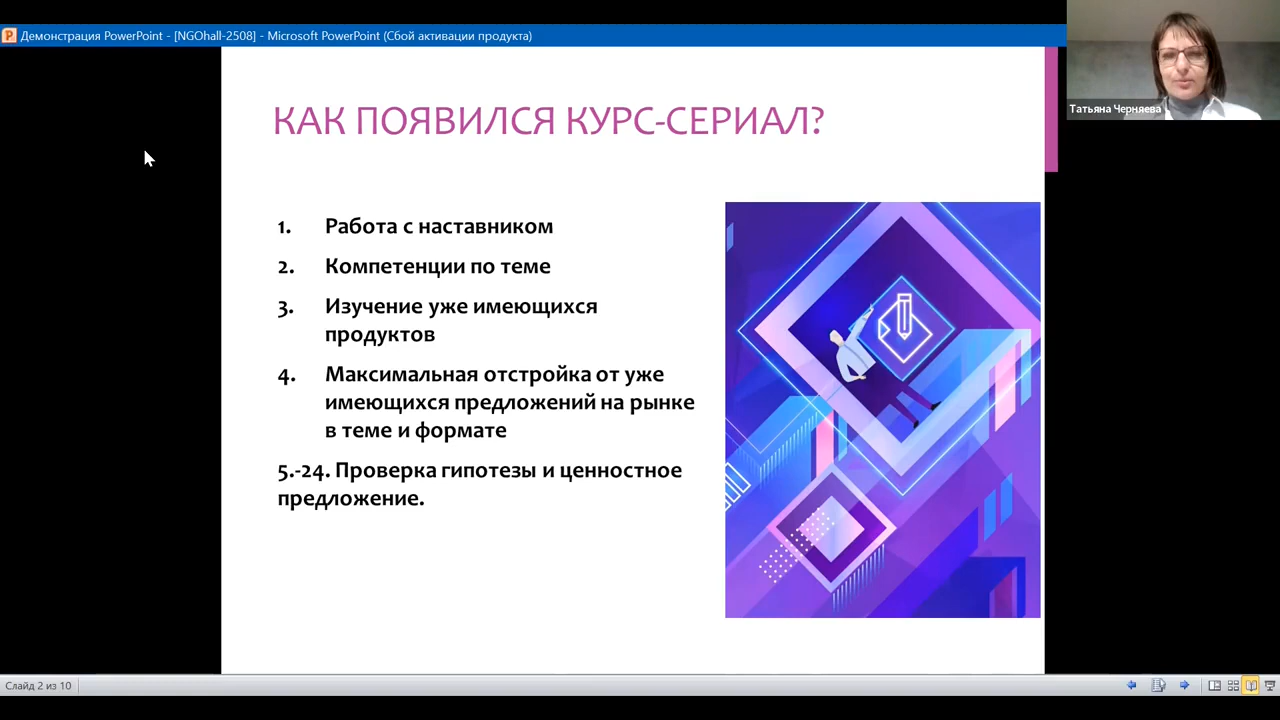 Демонстрация PowerPoint - [NGOhall-2508] - Microsoft PowerPoint (Сбой активации продукта)
Татьяна Черняева
КАК ПОЯВИЛСЯ КУРС-СЕРИАЛ?
1. Работа с наставником
2. Компетенции по теме
3. Изучение уже имеющихся
продуктов
4. Максимальная отстройка от уже
имеющихся предложений на рынке
в теме и формате
5.-24. Проверка гипотезы и ценностное
предложение.
Слайд 2 из 10